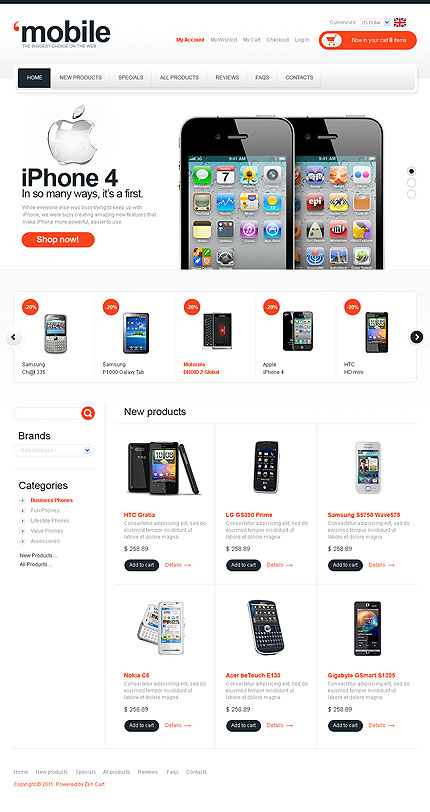 Currencies: US Dollar
'mobile
THE BIGGEST CHOICE ON THE WEB
My Account My Wishlist My Cart Checkout Log In
Now in your cart 0 items
HOME NEW PRODUCTS SPECIALS ALL PRODUCTS REVIEWS FAQS CONTACTS
iPhone 4
In so many ways, it's a first.
While everyone else was busy trying to keep up with
iPhone, we were busy creating amazing new features that
make iPhone more powerful, easier to use.
Shop now!
9:41 AM 9:41 AM
-20% -20% -20% -20% -20%
Samsung Samsung Motorola Apple HTC
Ch@t 335 P1000 Galaxy Tab DROID 2 Global iPhone 4 HD mini
New products
Brands
Categories
Business Phones
Fun Phones
Lifestyle Phones
Value Phones
Accessories
New Products ...
All Products ...
HTC Gratia LG GS390 Prime Samsung S5750 Wave575
Consectetur adipisicing elit, sed do Consectetur adipisicing elit, sed do Consectetur adipisicing elit, sed do
eiusmod tempor incididunt ut eiusmod tempor incididunt ut eiusmod tempor incididunt ut
labore et dolore magna. labore et dolore magna. labore et dolore magna.
$ 258.89 $ 258.89 $ 258.89
Add to cart Details Add to cart Details Add to cart Details
Nokia C6 Acer beTouch E130 Gigabyte GSmart S1205
Consectetur adipisicing elit, sed do Consectetur adipisicing elit, sed do Consectetur adipisicing elit, sed do
eiusmod tempor incididunt ut eiusmod tempor incididunt ut eiusmod tempor incididunt ut
labore et dolore magna. labore et dolore magna. labore et dolore magna.
$ 258.89 $ 258.89 $ 258.89
Add to cart Details Add to cart Details Add to cart Details
Home New products Specials All products Reviews Faqs Contacts
Copyright © 2011. Powered by Zen Cart